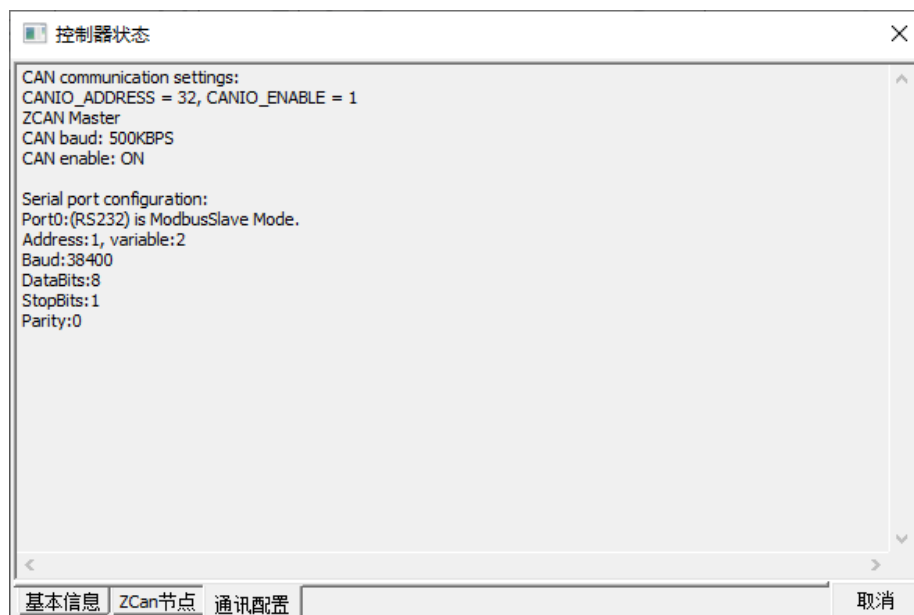 控制器状态
CAN communication settings:
CANIO_ADDRESS = 32, CANIO_ENABLE = 1
ZCAN Master
CAN baud: 500KBPS
CAN enable: ON
Serial port configuration:
Port0:(RS232) is ModbusSlave Mode.
Address:1, variable:2
Baud:38400
DataBits:8
StopBits:1
Parity:0
基本信息 ZCan节点 通讯配置 取消